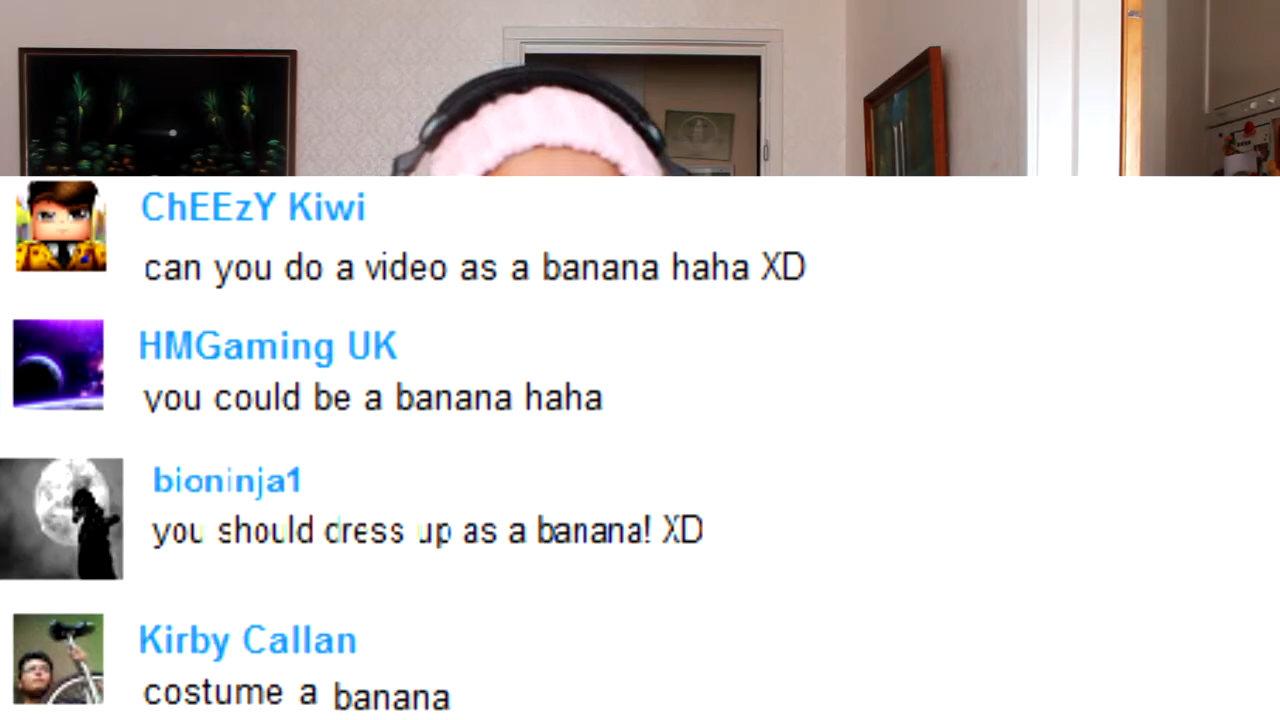 ChEEzY Kiwi
can you do a video as a banana haha XD
HMGaming UK
you could be a banana haha
bioninja1
you should dress up as a banana! XD
Kirby Callan
costume a banana